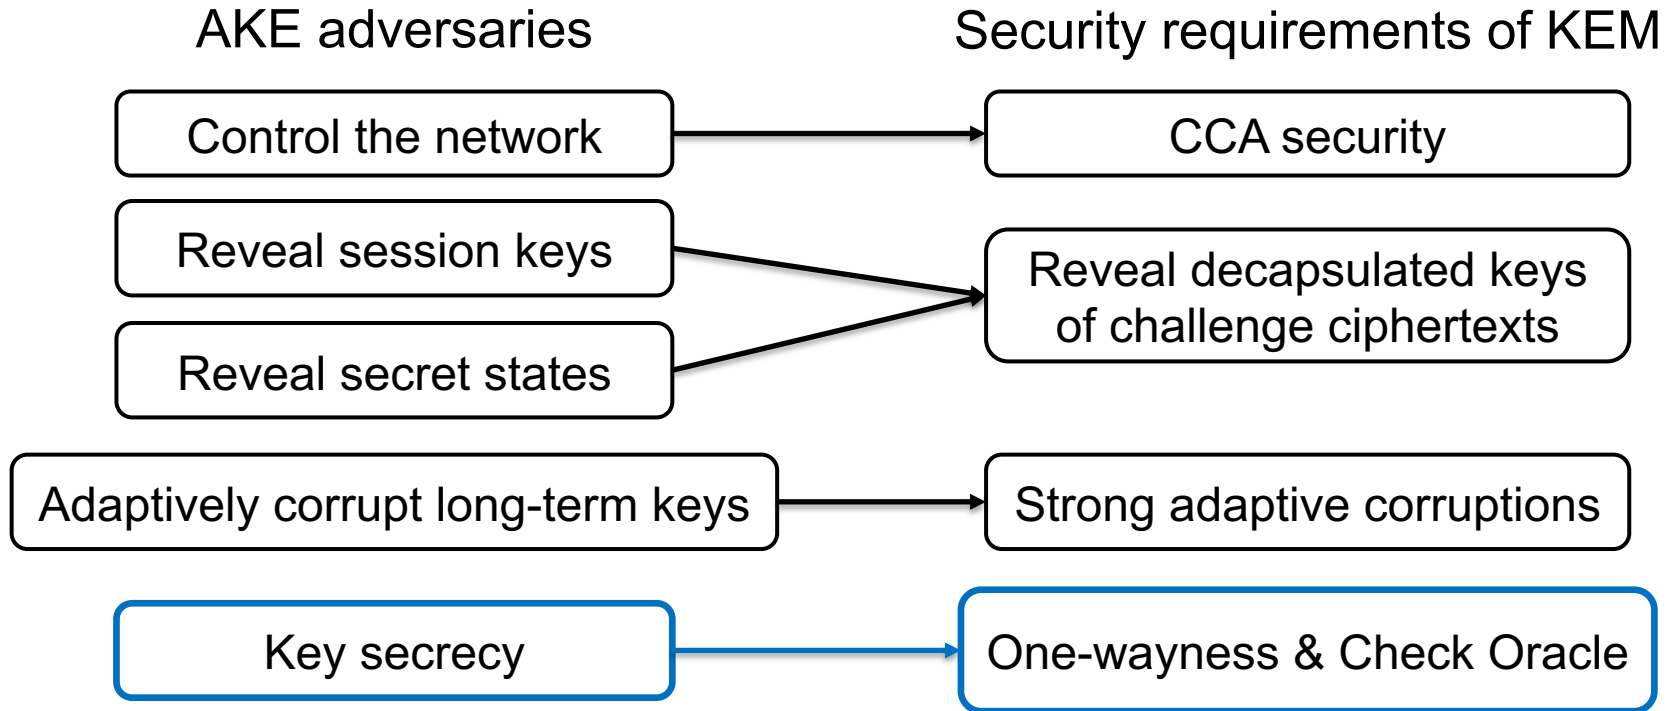 AKE adversaries
Security requirements of KEM
Control the network
CCA security
Reveal session keys
Reveal decapsulated keys
of challenge ciphertexts
Reveal secret states
Adaptively corrupt long-term keys
Strong adaptive corruptions
Key secrecy
One-wayness & Check Oracle